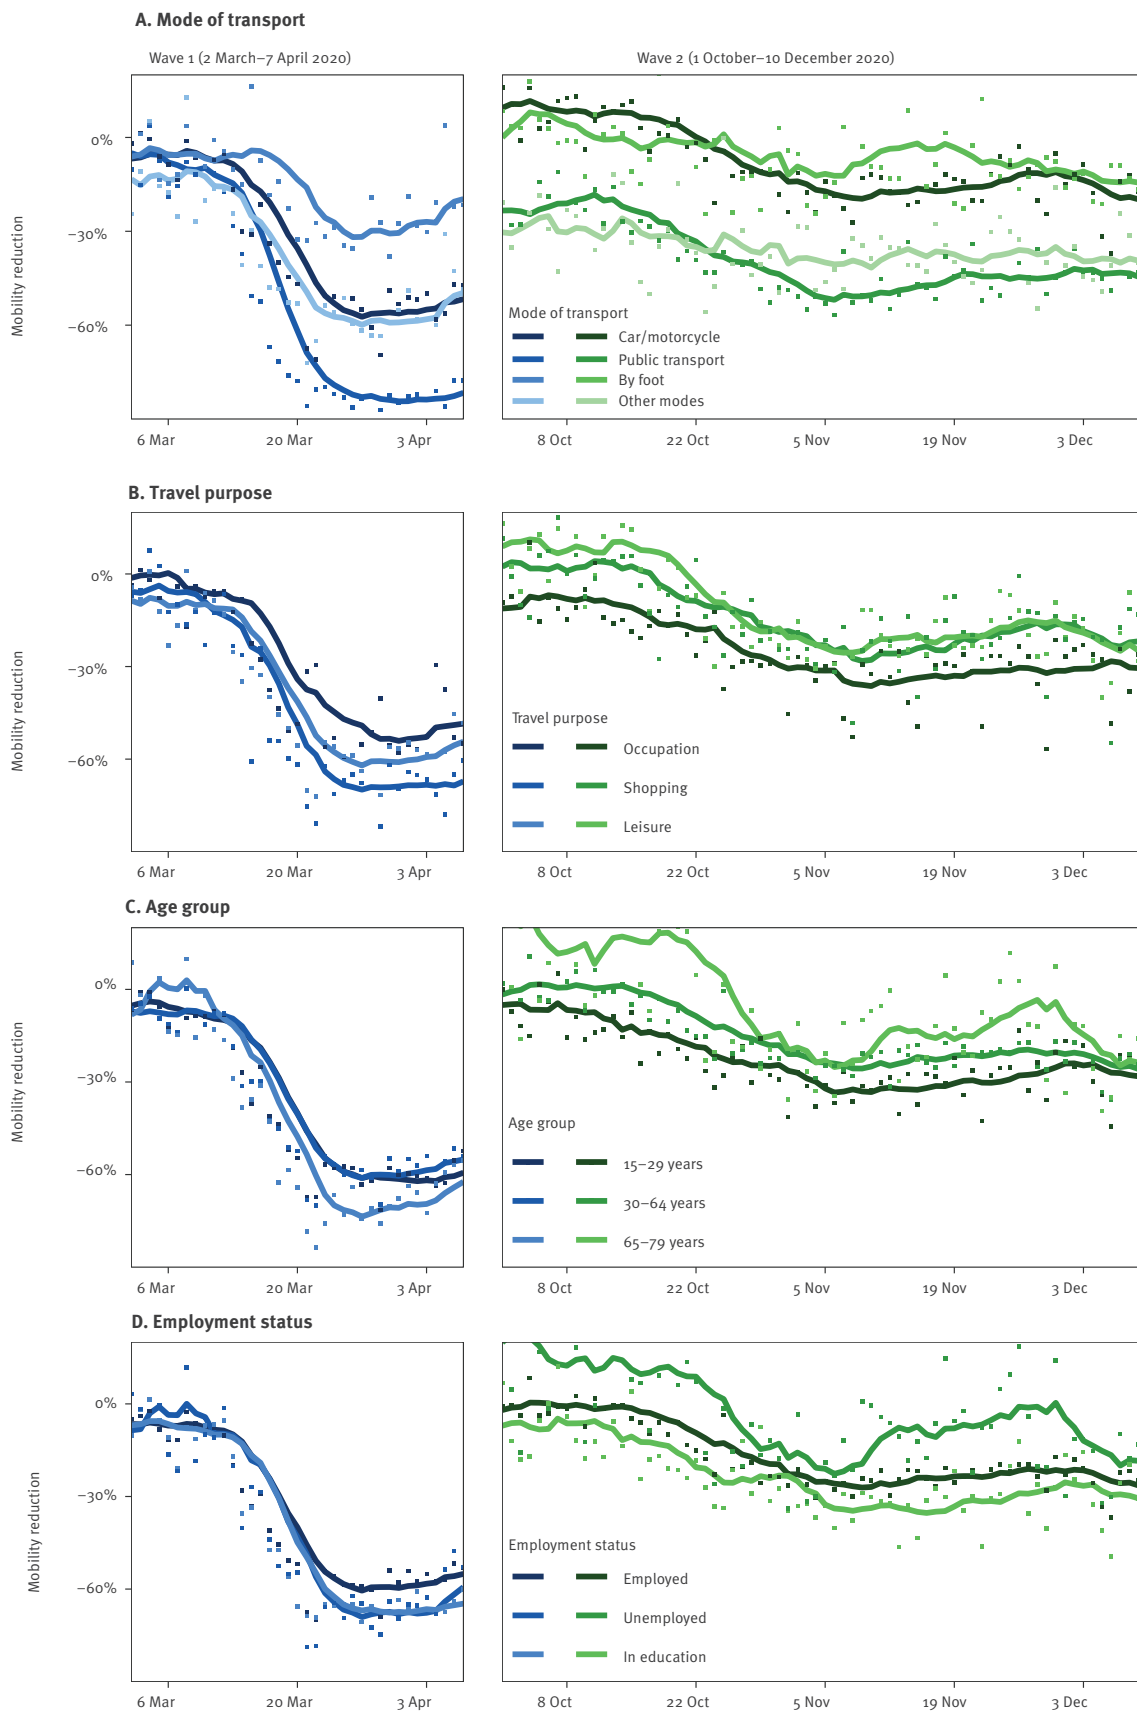 A. Mode of transport
Wave 1 (2 March–7 April 2020)
Wave 2 (1 October–10 December 2020)
Mobility reduction
0%
−30%
−60%
Mode of transport
Car/motorcycle
Public transport
By foot
Other modes
6 Mar
20 Mar
3 Apr
8 Oct
22 Oct
5 Nov
19 Nov
3 Dec
B. Travel purpose
Mobility reduction
0%
−30%
−60%
Travel purpose
Occupation
Shopping
Leisure
6 Mar
20 Mar
3 Apr
8 Oct
22 Oct
5 Nov
19 Nov
3 Dec
C. Age group
Mobility reduction
0%
−30%
−60%
Age group
15–29 years
30–64 years
65–79 years
6 Mar
20 Mar
3 Apr
8 Oct
22 Oct
5 Nov
19 Nov
3 Dec
D. Employment status
Mobility reduction
0%
−30%
−60%
Employment status
Employed
Unemployed
In education
6 Mar
20 Mar
3 Apr
8 Oct
22 Oct
5 Nov
19 Nov
3 Dec